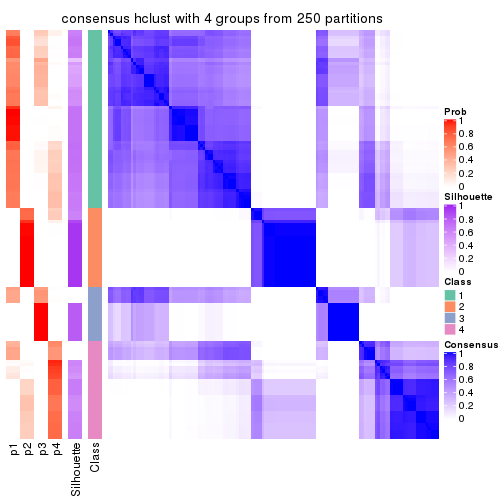 consensus hclust with 4 groups from 250 partitions
Prob
1
0.8
0.6
0.4
0.2
0
Silhouette
1
0.8
0.6
0.4
0.2
0
Class
1
2
3
4
Consensus
1
0.8
0.6
0.4
0.2
0
p1
p2
p3
p4
Silhouette
Class